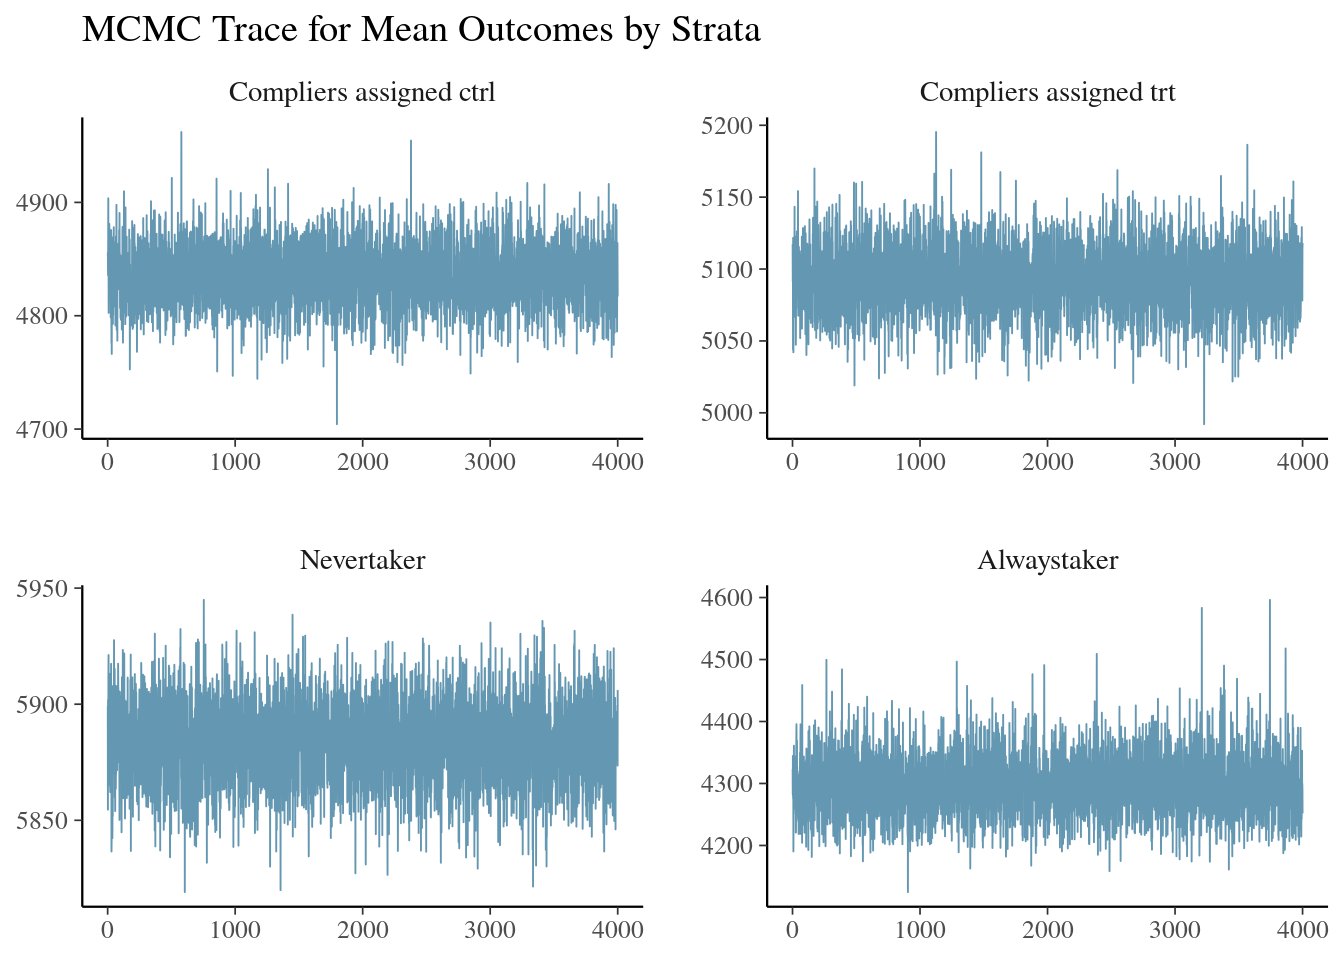 MCMC Trace for Mean Outcomes by Strata
Compliers assigned ctrl
4900
4800
4700
0 1000 2000 3000 4000
Compliers assigned trt
5200
5150
5100
5050
5000
0 1000 2000 3000 4000
Nevertaker
5950
5900
5850
0 1000 2000 3000 4000
Alwaystaker
4600
4500
4400
4300
4200
0 1000 2000 3000 4000